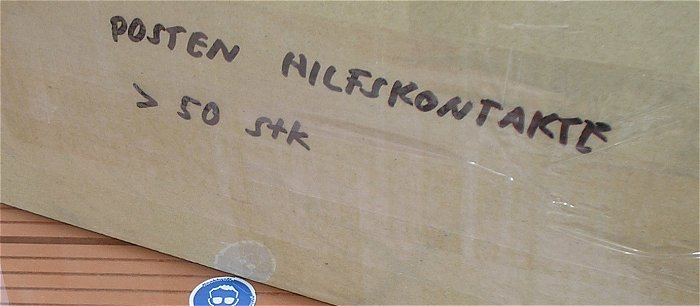 POSTEN HILFSKONTAKTE
> 50 Stk